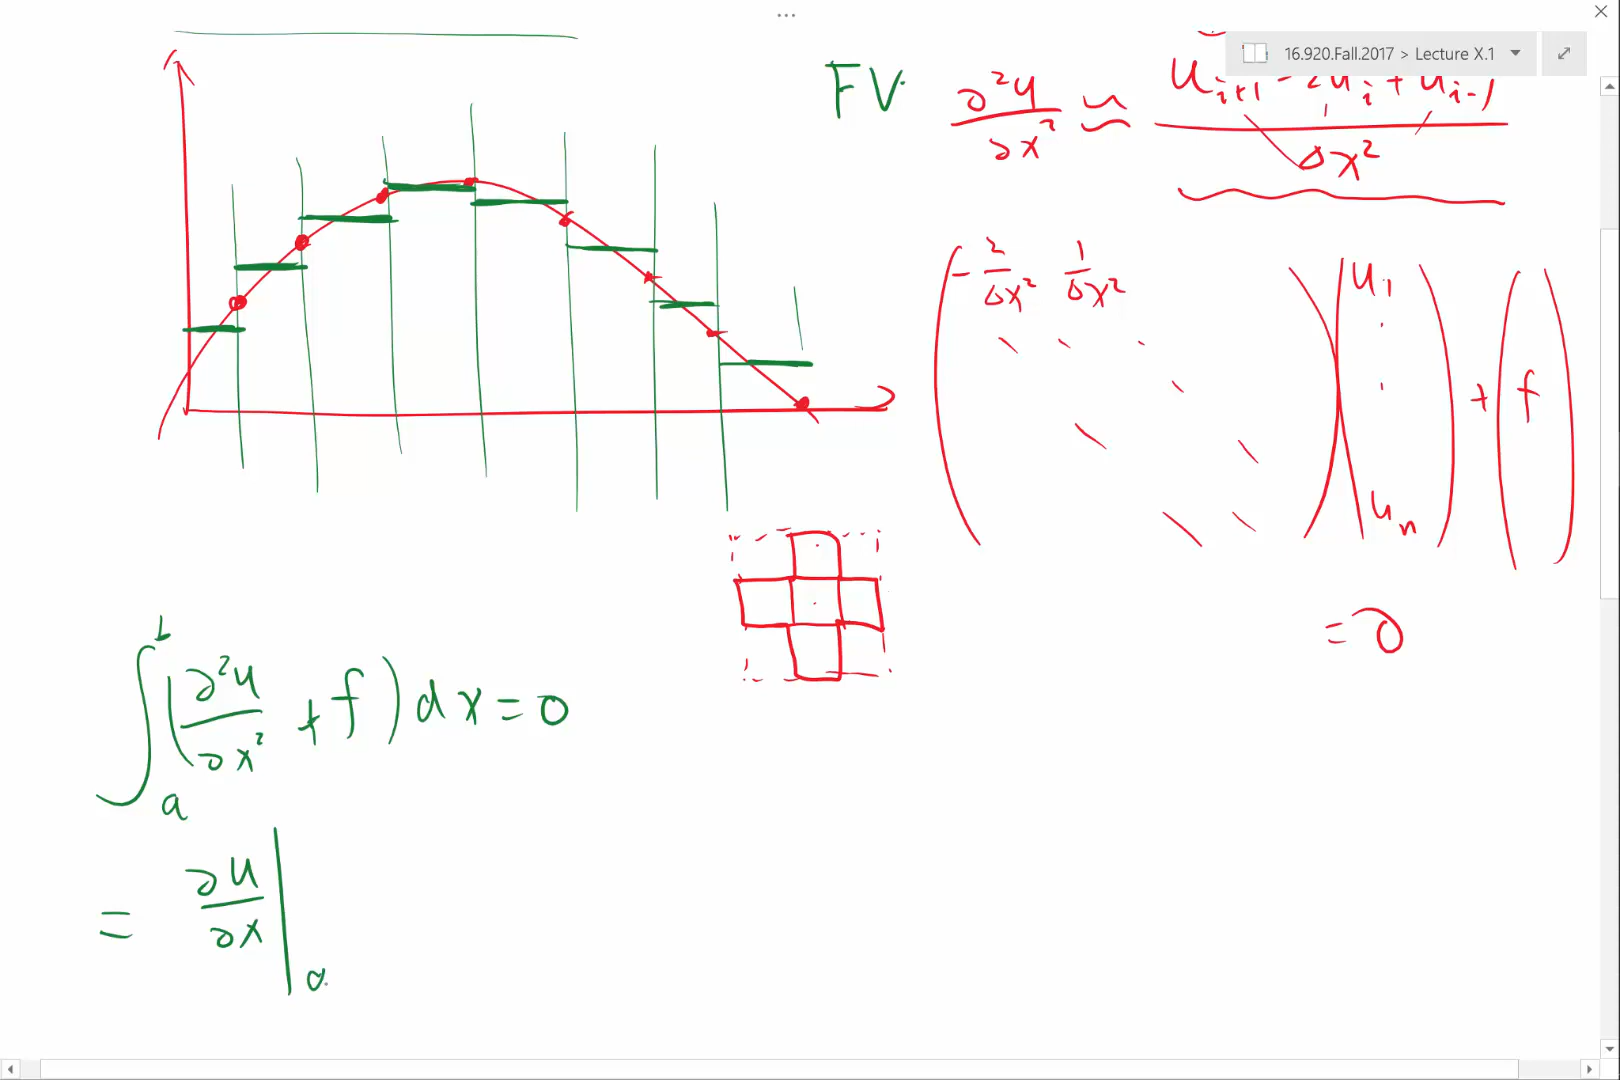 16.920.Fall.2017 > Lecture X.1
FV.
∂²u/∂x² ≈ (u_{i+1} - 2u_i + u_{i-1})/Δx²
-2/Δx² 1/Δx²
u_1
+ f
u_n
= 0
∫_a^b (∂²u/∂x² + f) dx = 0
= ∂u/∂x |_a